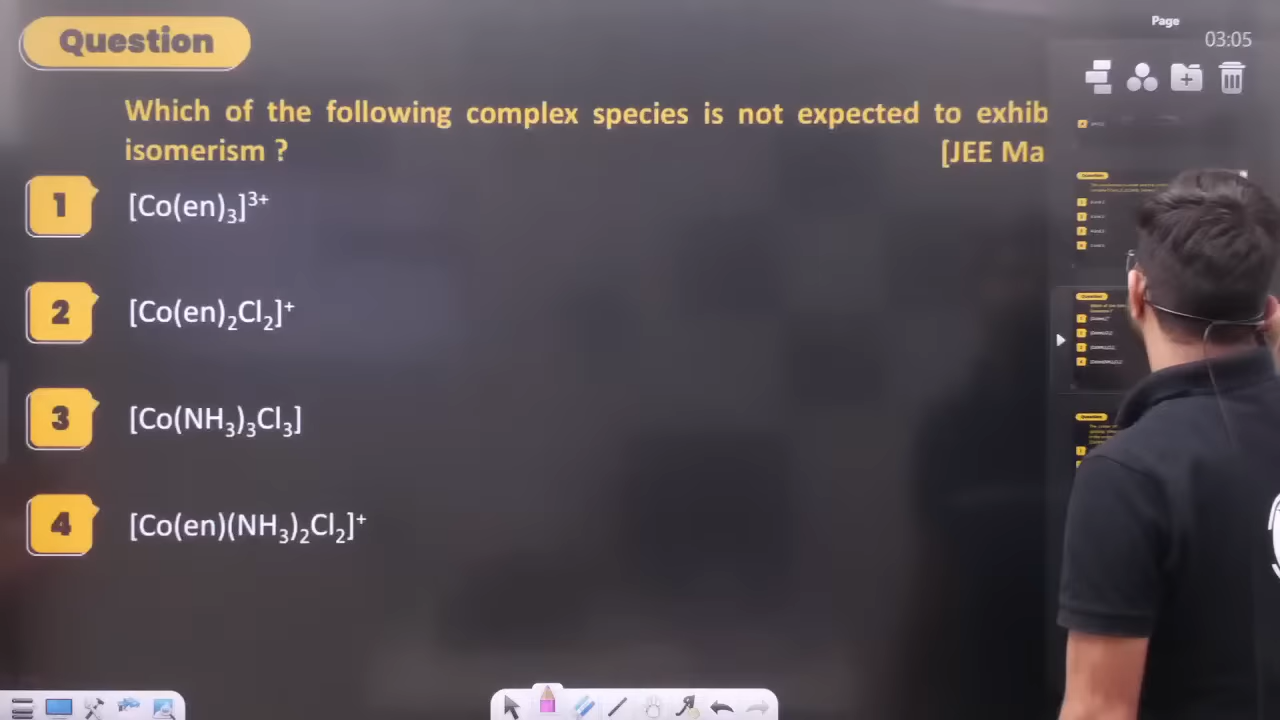 Question
Page
03:05
Which of the following complex species is not expected to exhib
isomerism ? [JEE Ma
1 [Co(en)₃]³⁺
2 [Co(en)₂Cl₂]⁺
3 [Co(NH₃)₃Cl₃]
4 [Co(en)(NH₃)₂Cl₂]⁺